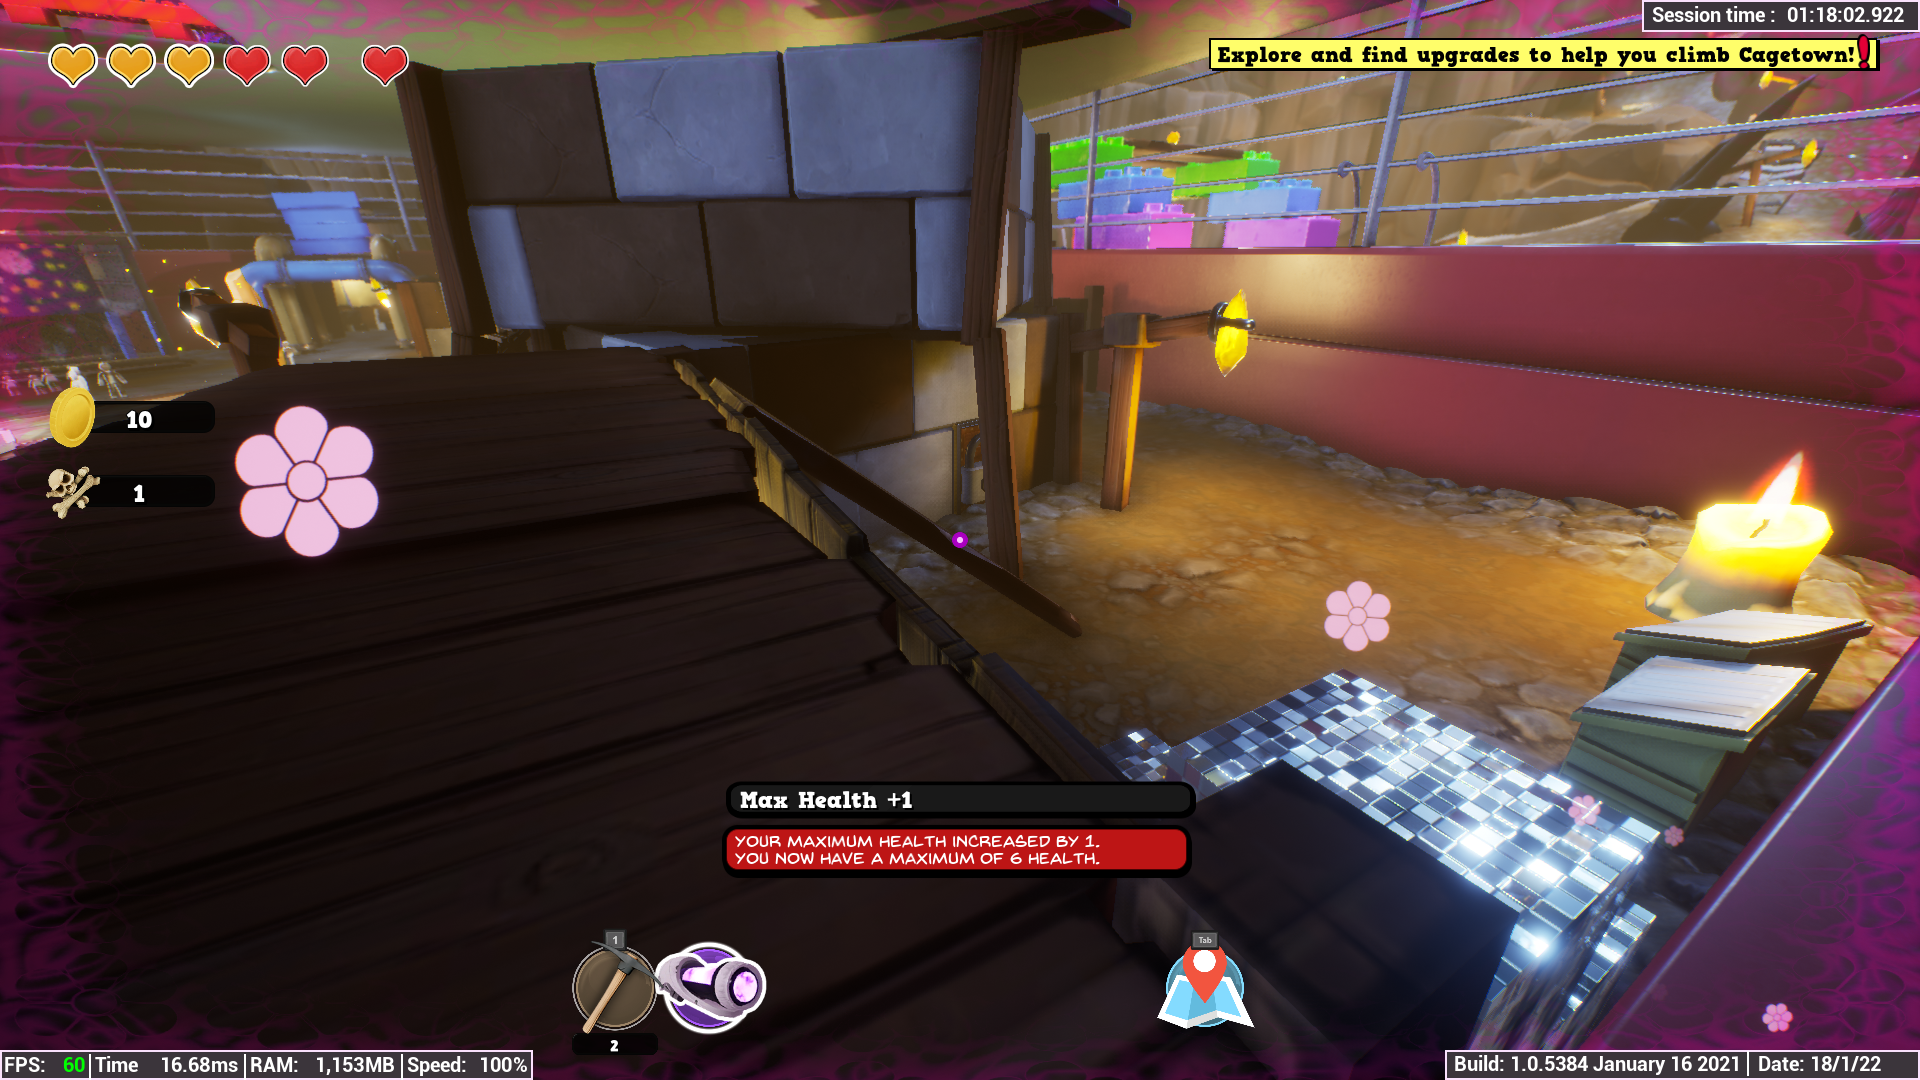 Session time : 01:18:02.922
Explore and find upgrades to help you climb Cagetown!
10
1
Max Health +1
YOUR MAXIMUM HEALTH INCREASED BY 1.
YOU NOW HAVE A MAXIMUM OF 6 HEALTH.
1
Tab
2
FPS: 60 Time 16.68ms RAM: 1,153MB Speed: 100%
Build: 1.0.5384 January 16 2021 Date: 18/1/22